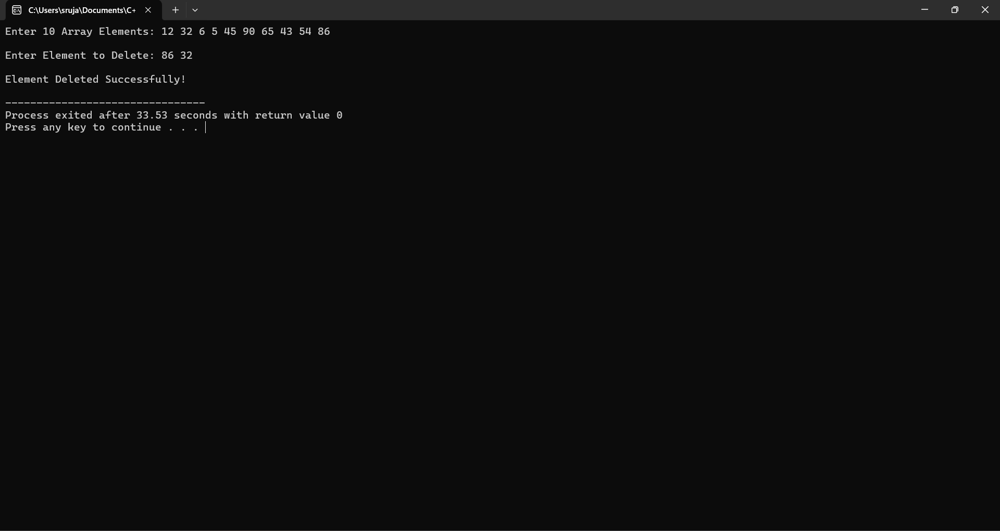 C:\Users\sruja\Documents\C+
Enter 10 Array Elements: 12 32 6 5 45 90 65 43 54 86
Enter Element to Delete: 86 32
Element Deleted Successfully!
--------------------------------
Process exited after 33.53 seconds with return value 0
Press any key to continue . . .